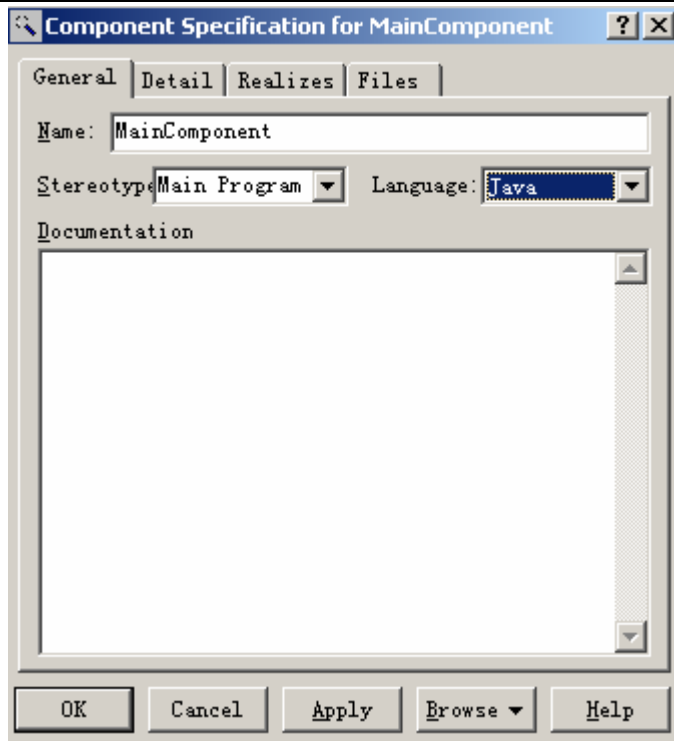 Component Specification for MainComponent
General Detail Realizes Files
Name: MainComponent
Stereotype Main Program Language: Java
Documentation
OK Cancel Apply Browse Help